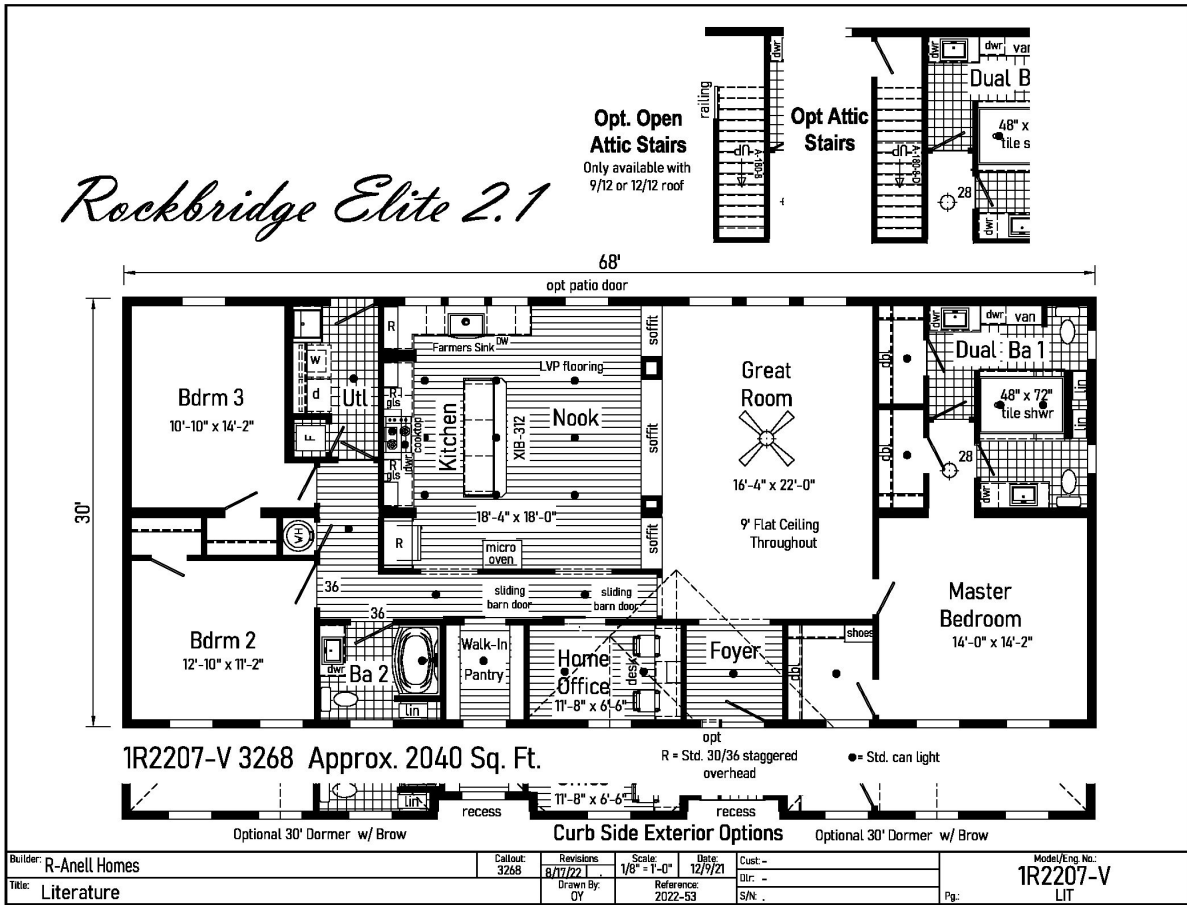 Opt. Open
Attic Stairs
Only available with
9/12 or 12/12 roof
railing
UP
A-180-8
dwr
Opt Attic
Stairs
UP
A-180-8-D
dwr
dwr
van
Dual B
48" x
tile s
28
dwr
Rockbridge Elite 2.1
68'
opt patio door
30'
Bdrm 3
10'-10" x 14'-2"
W
d
Utl
F
WH
R
Farmers Sink
DW
LVP flooring
R
gls
cooktop
dwr
R
gls
Kitchen
XIB-312
Nook
18'-4" x 18'-0"
R
micro
oven
soffit
soffit
soffit
Great
Room
16'-4" x 22'-0"
9' Flat Ceiling
Throughout
dbl
dbl
dwr
dwr
van
Dual Ba 1
48" x 72"
tile shwr
lin
lin
28
dwr
Master
Bedroom
14'-0" x 14'-2"
36
36
sliding
barn door
sliding
barn door
Bdrm 2
12'-10" x 11'-2"
dwr
Ba 2
lin
Walk-In
Pantry
Home
Office
11'-8" x 6'-6"
desk
Foyer
shoes
dbl
opt
1R2207-V 3268 Approx. 2040 Sq. Ft.
R = Std. 30/36 staggered
overhead
●= Std. can light
lin
11'-8" x 6'-6"
recess
recess
Optional 30' Dormer w/ Brow
Curb Side Exterior Options
Optional 30' Dormer w/ Brow
Builder: R-Anell Homes
Callout:
3268
Revisions
8/17/22
Scale:
1/8" = 1'-0"
Date:
12/9/21
Cust: -
Dlr: -
S/N: .
Model/Eng. No.:
1R2207-V
Title: Literature
Drawn By:
OY
Reference:
2022-53
Pg.:
LIT